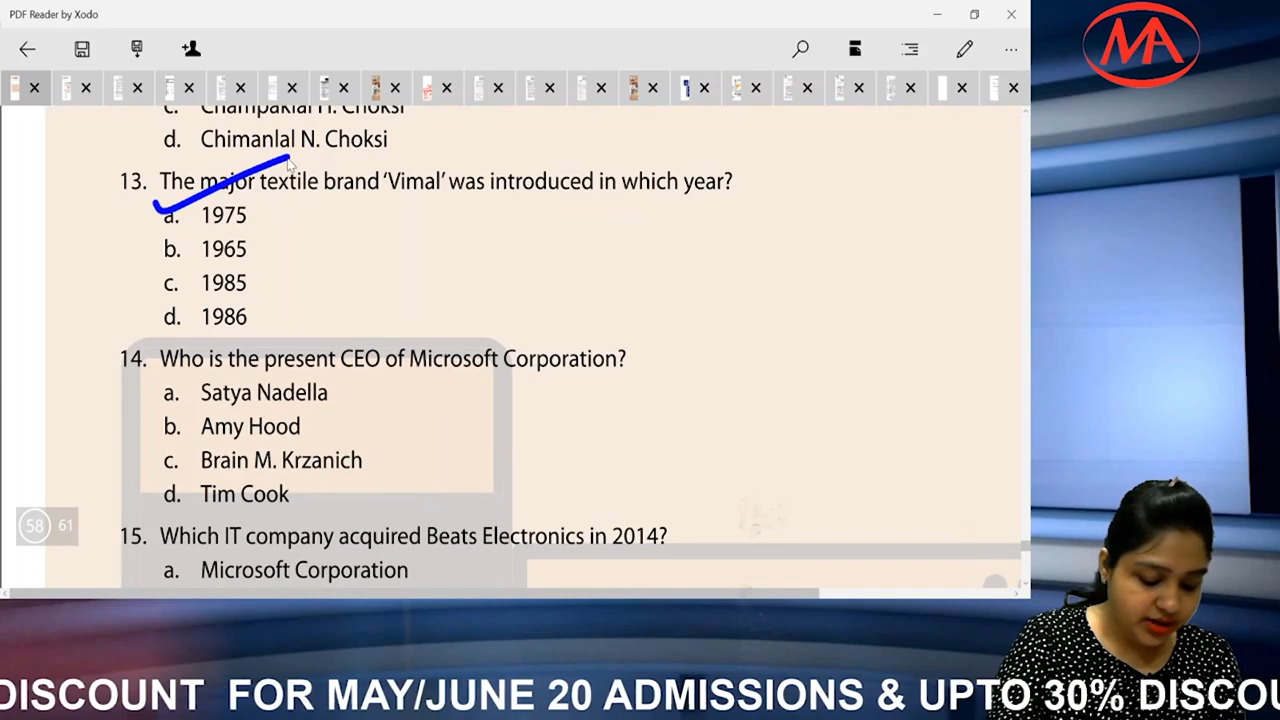 PDF Reader by Xodo
c. Champaklal H. Choksi
d. Chimanlal N. Choksi
13. The major textile brand ‘Vimal’ was introduced in which year?
a. 1975
b. 1965
c. 1985
d. 1986
14. Who is the present CEO of Microsoft Corporation?
a. Satya Nadella
b. Amy Hood
c. Brain M. Krzanich
d. Tim Cook
58 61
15. Which IT company acquired Beats Electronics in 2014?
a. Microsoft Corporation
MA
DISCOUNT FOR MAY/JUNE 20 ADMISSIONS & UPTO 30% DISCOU